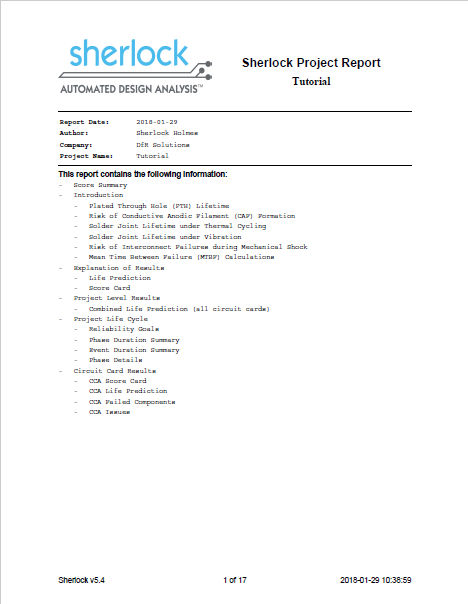 sherlock
AUTOMATED DESIGN ANALYSIS™
Sherlock Project Report
Tutorial
Report Date: 2018-01-29
Author: Sherlock Holmes
Company: DfR Solutions
Project Name: Tutorial
This report contains the following information:
- Score Summary
- Introduction
- Plated Through Hole (PTH) Lifetime
- Risk of Conductive Anodic Filament (CAF) Formation
- Solder Joint Lifetime under Thermal Cycling
- Solder Joint Lifetime under Vibration
- Risk of Interconnect Failures during Mechanical Shock
- Mean Time Between Failure (MTBF) Calculations
- Explanation of Results
- Life Prediction
- Score Card
- Project Level Results
- Combined Life Prediction (all circuit cards)
- Project Life Cycle
- Reliability Goals
- Phase Duration Summary
- Event Duration Summary
- Phase Details
- Circuit Card Results
- CCA Score Card
- CCA Life Prediction
- CCA Failed Components
- CCA Issues
Sherlock v5.4 1 of 17 2018-01-29 10:38:59